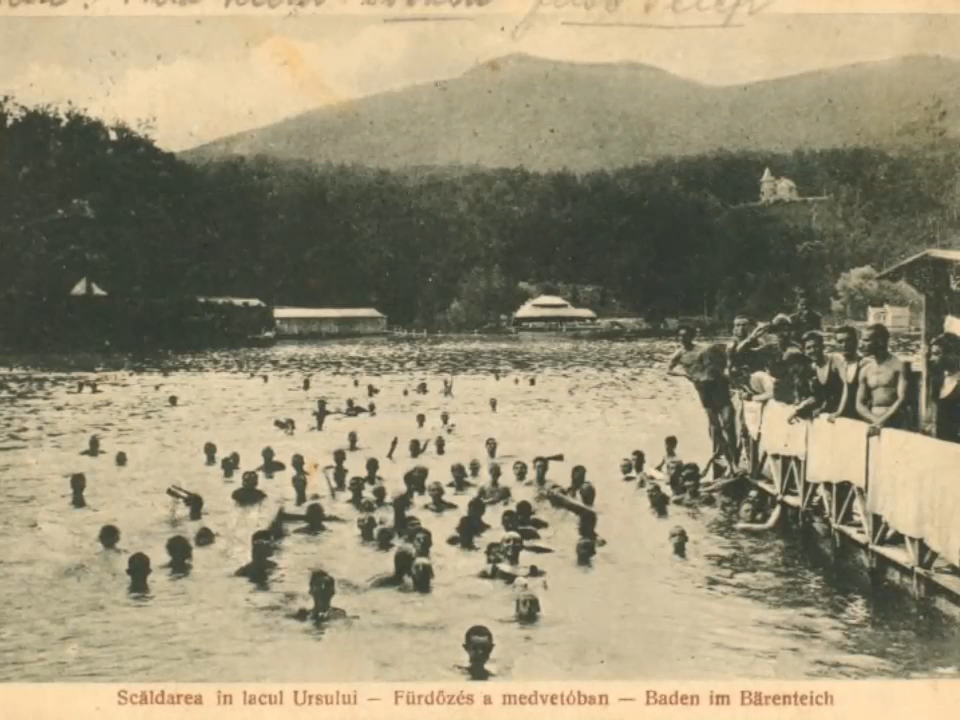 Scăldarea în lacul Ursului — Fürdőzés a medvetóban — Baden im Bärenteich